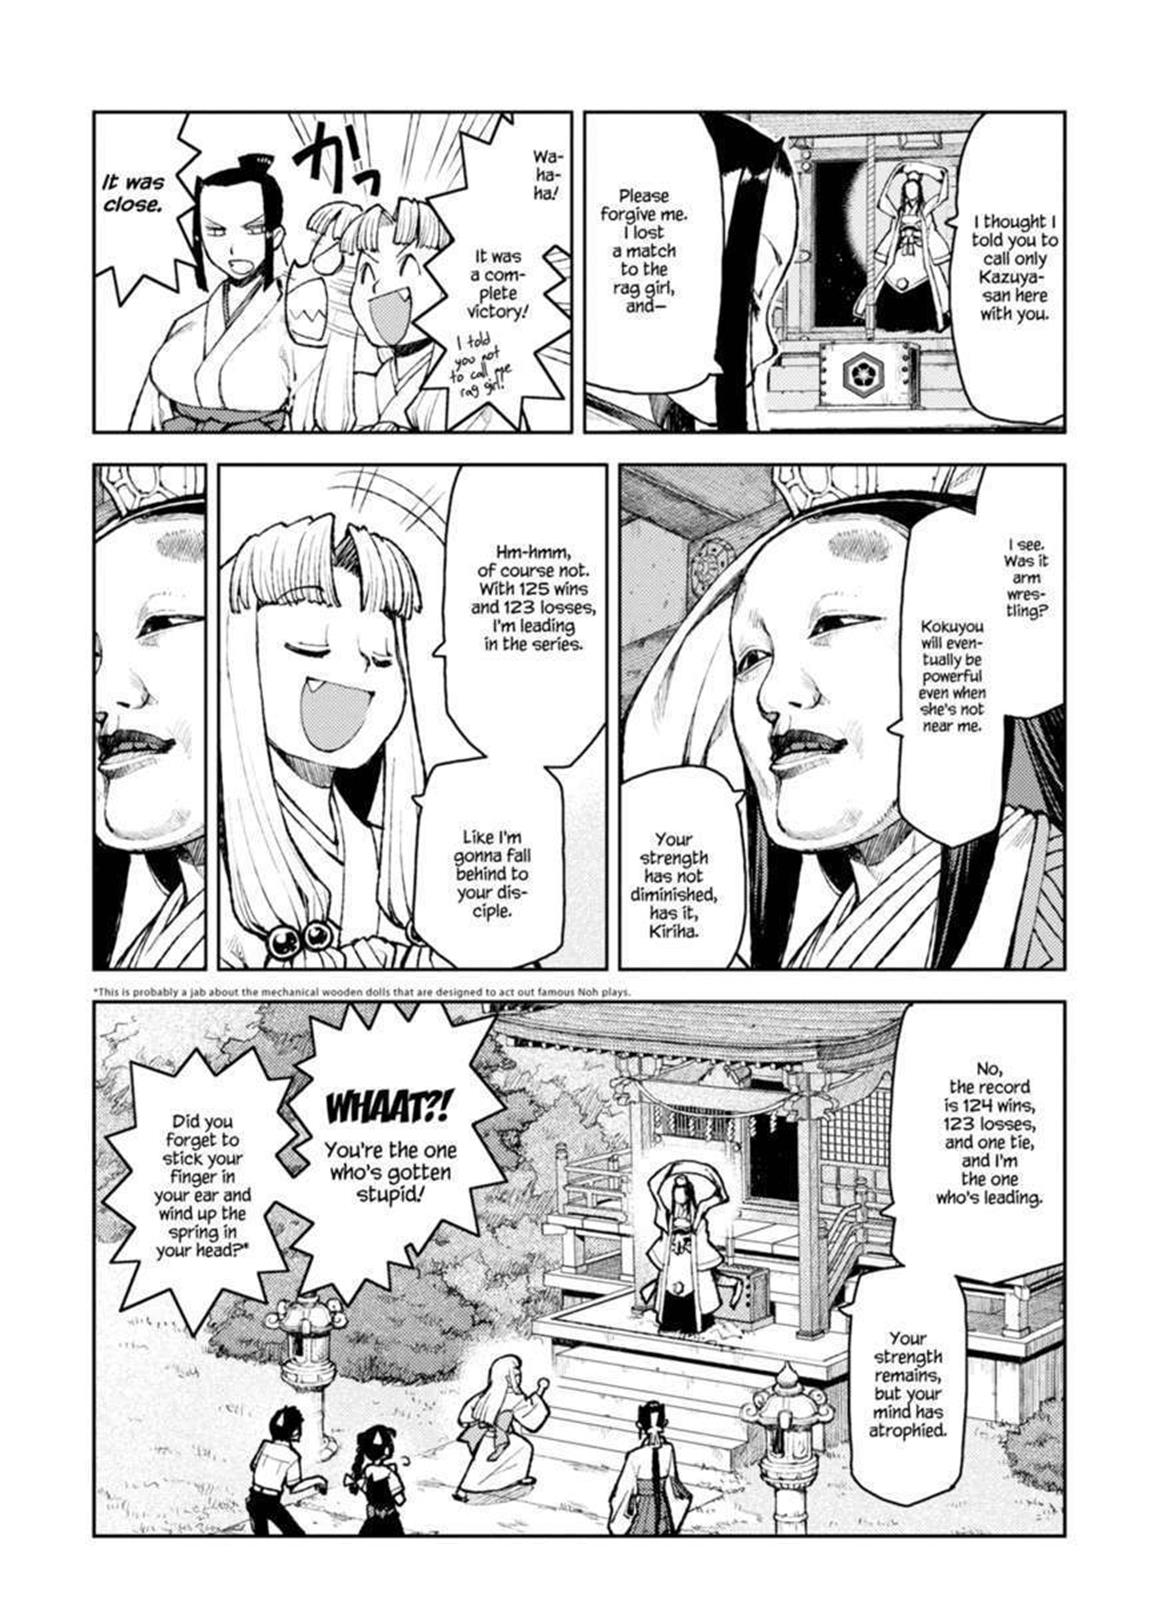 I thought I
told you to
call only
Kazuya-
san here
with you.
Please
forgive me.
I lost
a match
to the
rag girl,
and—
Wa-
ha-
ha!
It was
a com-
plete
victory!
I told
you not
to call me
rag girl!
カッ
It was
close.
I see.
Was it
arm
wres-
tling?
Kokuyou
will even-
tually be
powerful
even when
she's not
near me.
Your
strength
has not
diminished,
has it,
Kiriha.
Hm-hmm,
of course not.
With 125 wins
and 123 losses,
I'm leading
in the series.
Like I'm
gonna fall
behind to
your dis-
ciple.
*This is probably a jab about the mechanical wooden dolls that are designed to act out famous Noh plays.
No,
the record
is 124 wins,
123 losses,
and one tie,
and I'm
the one
who's leading.
Your
strength
remains,
but your
mind has
atrophied.
WHAAT?!
You're the one
who's gotten
stupid!
Did you
forget to
stick your
finger in
your ear and
wind up the
spring in
your head?*